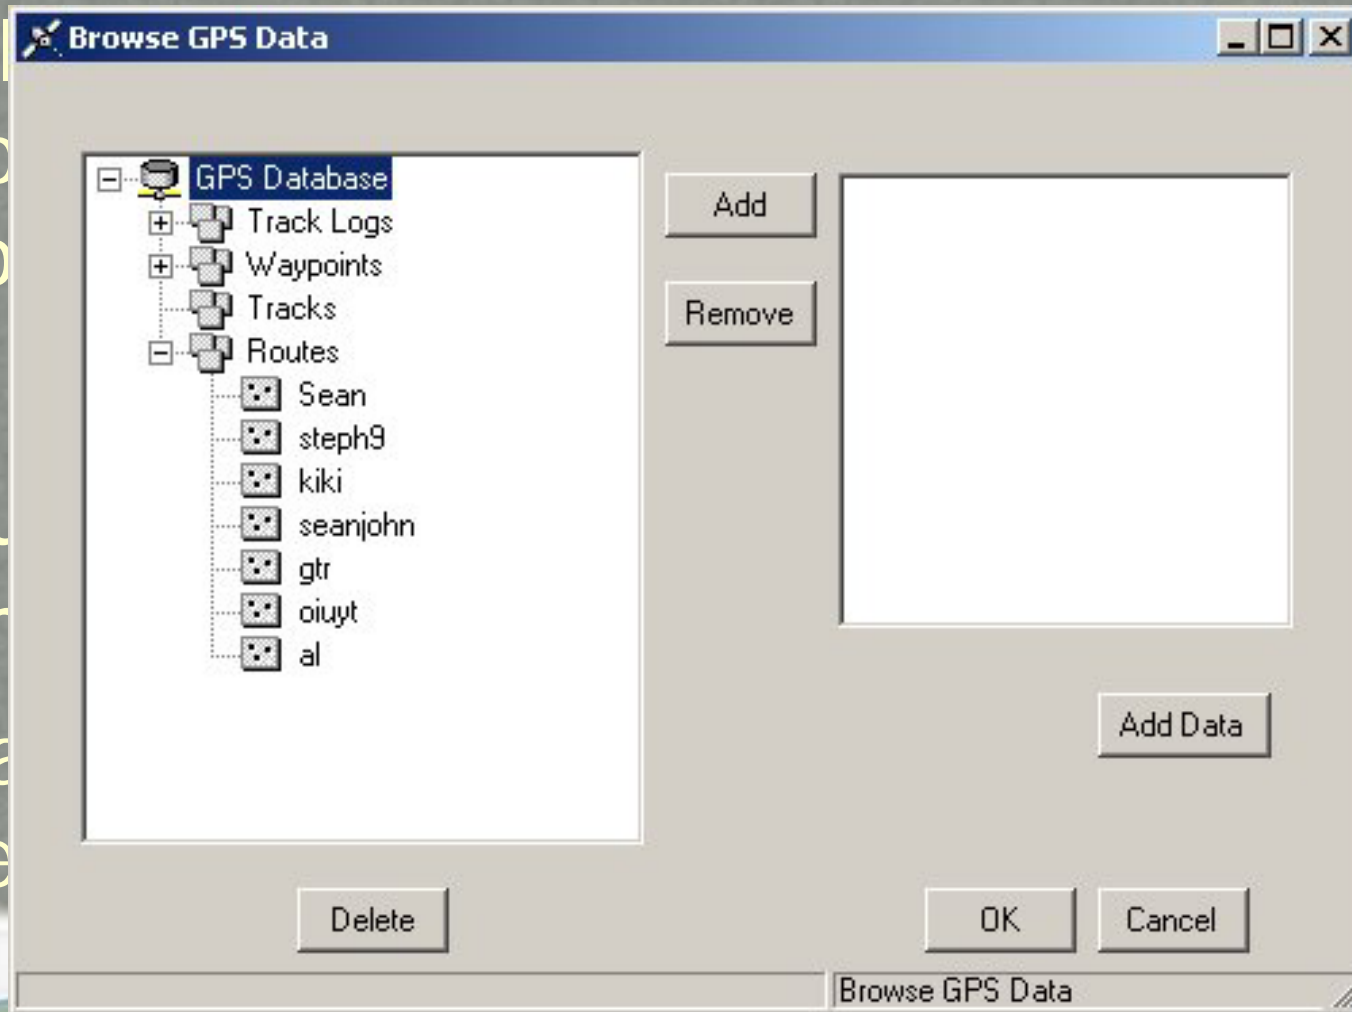 Browse GPS Data
GPS Database
Track Logs
Waypoints
Tracks
Routes
Sean
steph9
kiki
seanjohn
gtr
oiuyt
al
Add
Remove
Add Data
Delete
OK
Cancel
Browse GPS Data